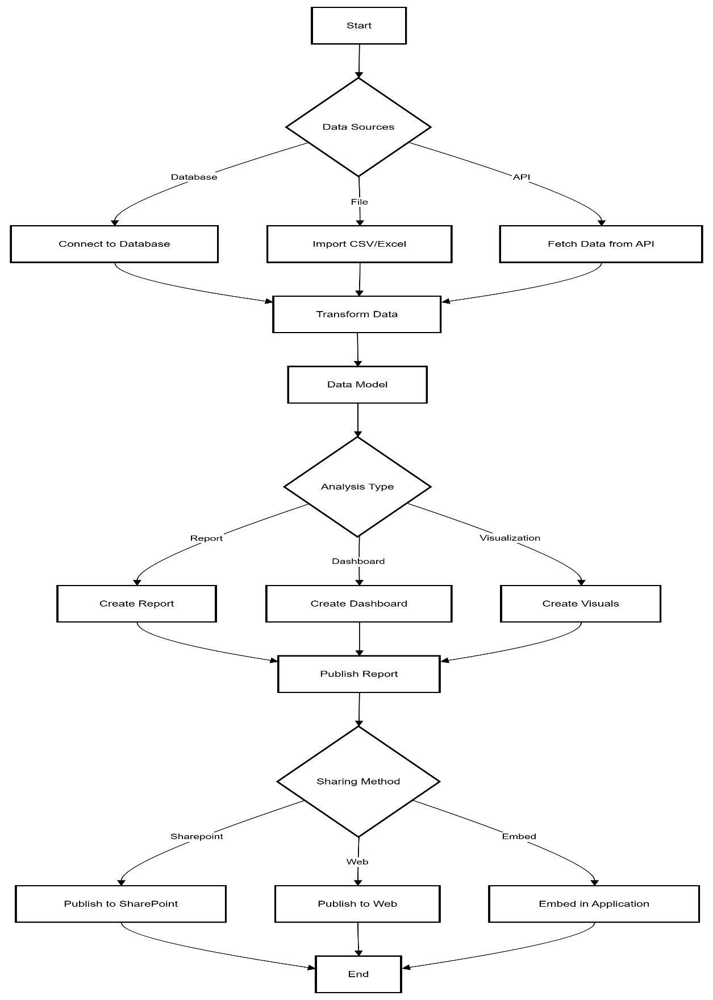 Start
Data Sources
Database
API
File
Connect to Database
Import CSV/Excel
Fetch Data from API
Transform Data
Data Model
Analysis Type
Report
Visualization
Dashboard
Create Report
Create Dashboard
Create Visuals
Publish Report
Sharing Method
Sharepoint
Embed
Web
Publish to SharePoint
Publish to Web
Embed in Application
End